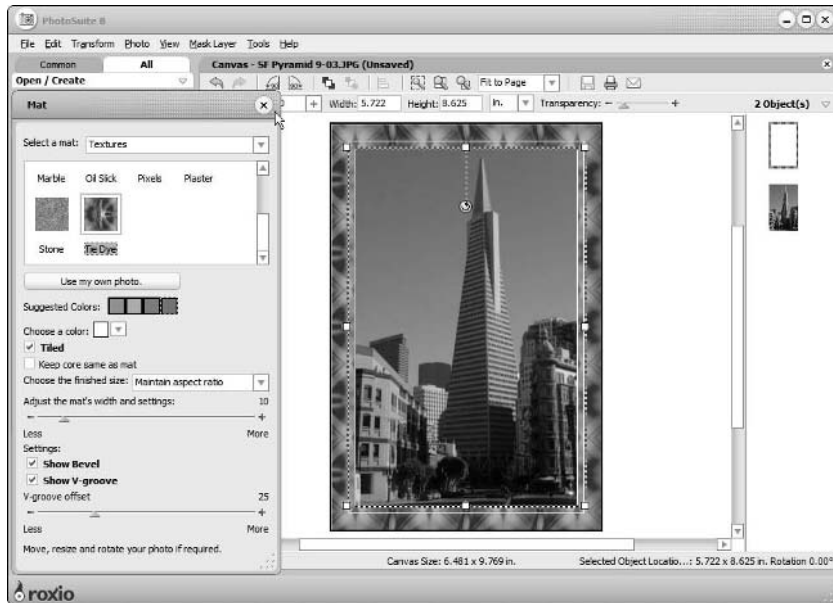 PhotoSuite 8
File Edit Transform Photo View Mask Layer Tools Help
Common All Canvas - SF Pyramid 9-03.JPG (Unsaved)
Open / Create Fit to Page
Mat Width: 5.722 Height: 8.625 in. Transparency: - + 2 Object(s)
Select a mat: Textures
Marble Oil Slick Pixels Plaster
Stone Tie Dye
Use my own photo.
Suggested Colors:
Choose a color:
Tiled
Keep core same as mat
Choose the finished size: Maintain aspect ratio
Adjust the mat's width and settings: 10
- +
Less More
Settings:
Show Bevel
Show V-groove
V-groove offset 25
- +
Less More
Move, resize and rotate your photo if required.
Canvas Size: 6.481 x 9.769 in. Selected Object Locatio...: 5.722 x 8.625 in. Rotation 0.00°
roxio